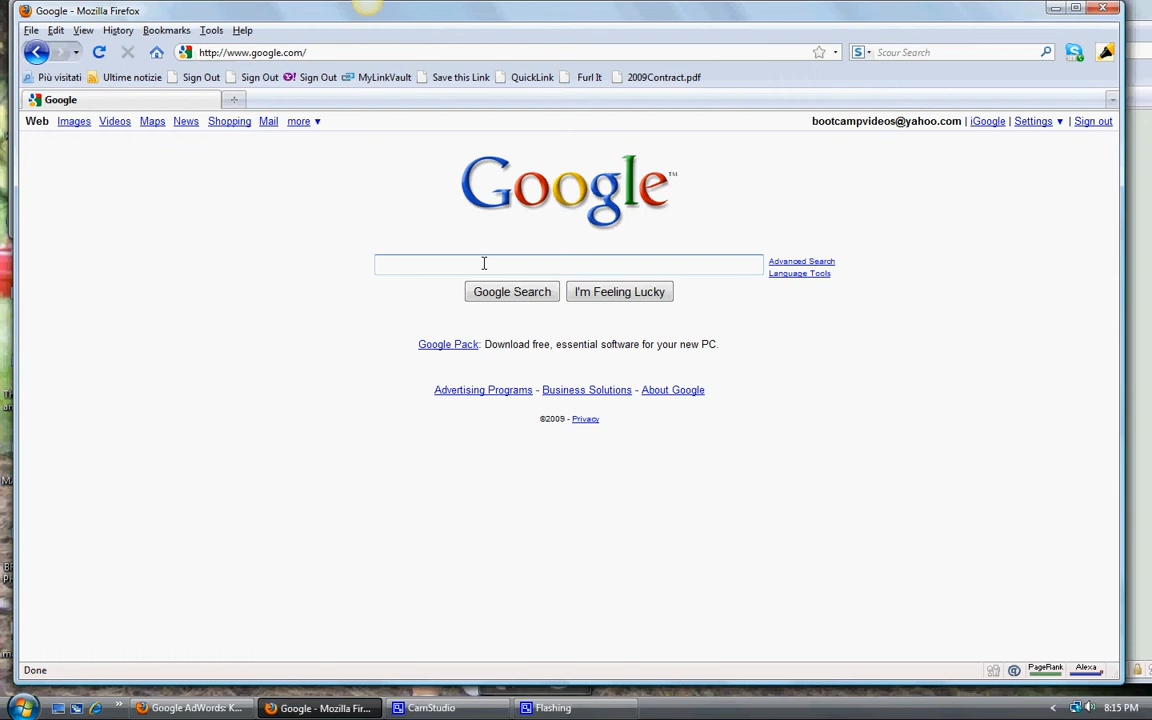 Google - Mozilla Firefox
File Edit View History Bookmarks Tools Help
http://www.google.com/ S Scour Search
Più visitati Ultime notizie Sign Out Sign Out Sign Out MyLinkVault Save this Link QuickLink Furl It 2009Contract.pdf
Google
Web Images Videos Maps News Shopping Mail more ▼ bootcampvideos@yahoo.com | iGoogle | Settings ▼ | Sign out
Google™
Advanced Search
Language Tools
Google Search I'm Feeling Lucky
Google Pack: Download free, essential software for your new PC.
Advertising Programs - Business Solutions - About Google
©2009 - Privacy
Done PageRank Alexa
Google AdWords: K... Google - Mozilla Fir... CamStudio Flashing 8:15 PM